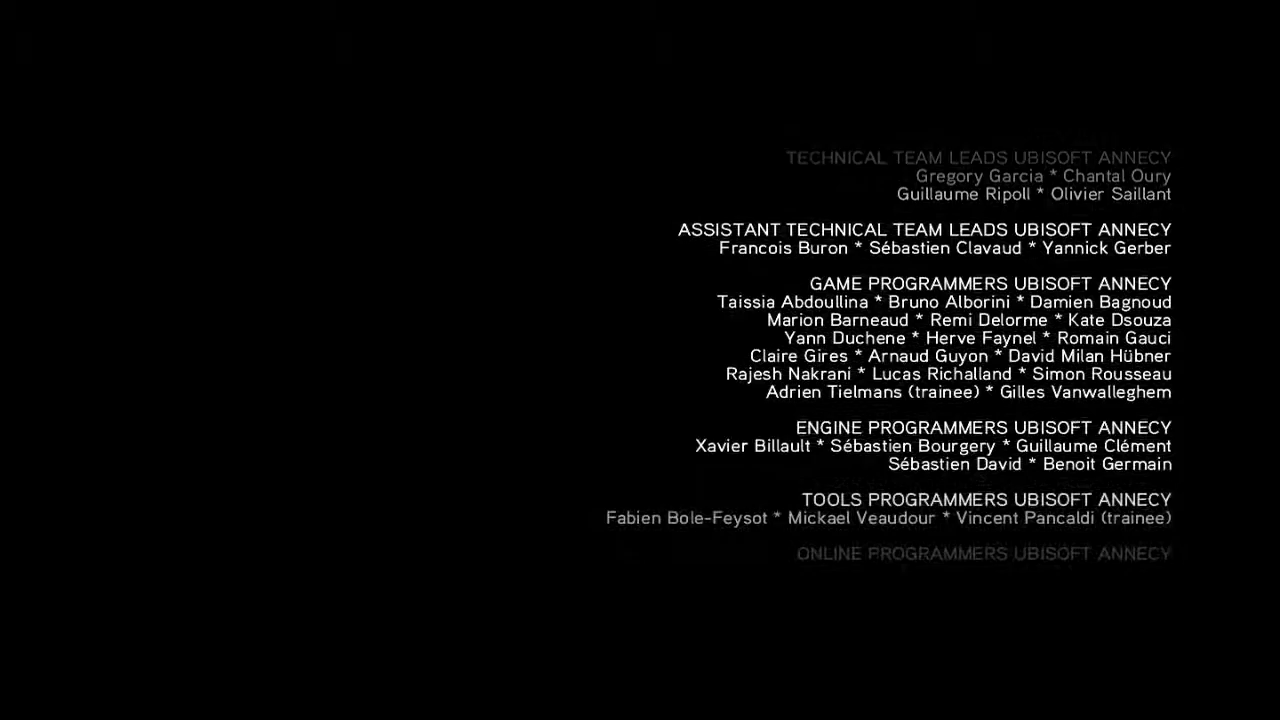 TECHNICAL TEAM LEADS UBISOFT ANNECY
Gregory Garcia * Chantal Oury
Guillaume Ripoll * Olivier Saillant
ASSISTANT TECHNICAL TEAM LEADS UBISOFT ANNECY
Francois Buron * Sébastien Clavaud * Yannick Gerber
GAME PROGRAMMERS UBISOFT ANNECY
Taissia Abdoullina * Bruno Alborini * Damien Bagnoud
Marion Barneaud * Remi Delorme * Kate Dsouza
Yann Duchene * Herve Faynel * Romain Gauci
Claire Gires * Arnaud Guyon * David Milan Hübner
Rajesh Nakrani * Lucas Richalland * Simon Rousseau
Adrien Tielmans (trainee) * Gilles Vanwalleghem
ENGINE PROGRAMMERS UBISOFT ANNECY
Xavier Billault * Sébastien Bourgery * Guillaume Clément
Sébastien David * Benoit Germain
TOOLS PROGRAMMERS UBISOFT ANNECY
Fabien Bole-Feysot * Mickael Veaudour * Vincent Pancaldi (trainee)
ONLINE PROGRAMMERS UBISOFT ANNECY